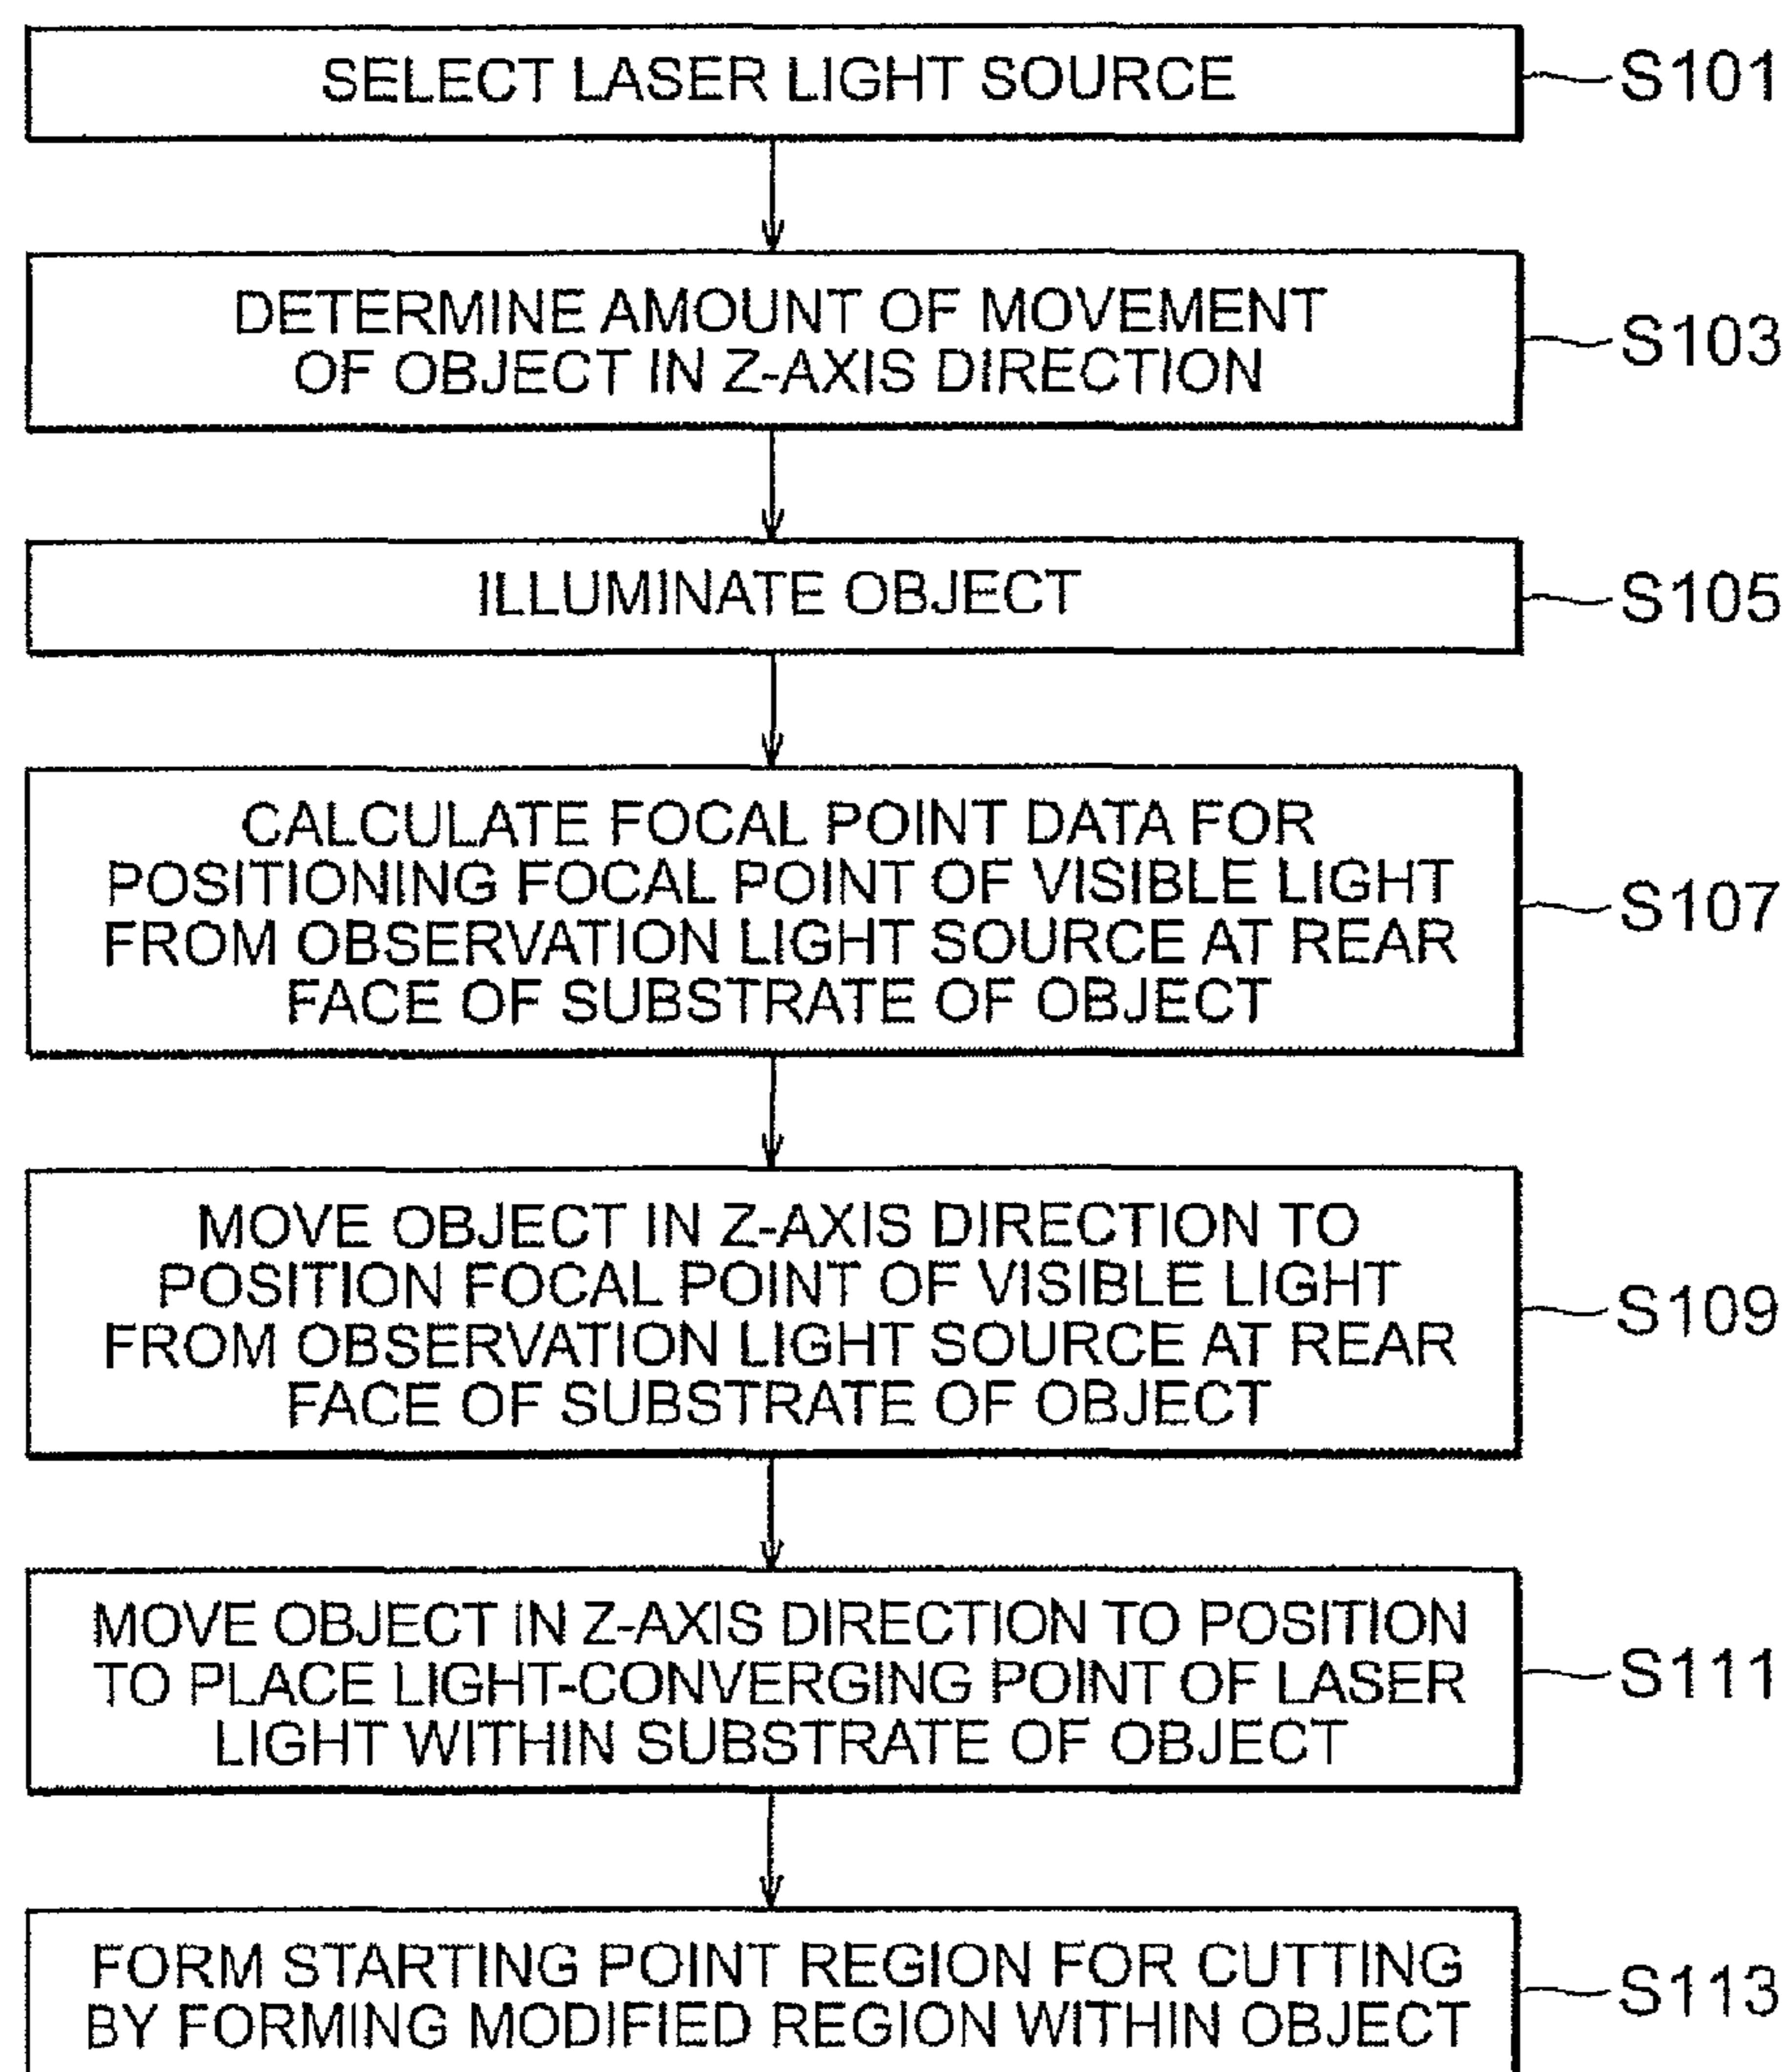 SELECT LASER LIGHT SOURCE
S101
DETERMINE AMOUNT OF MOVEMENT
OF OBJECT IN Z-AXIS DIRECTION
S103
ILLUMINATE OBJECT
S105
CALCULATE FOCAL POINT DATA FOR
POSITIONING FOCAL POINT OF VISIBLE LIGHT
FROM OBSERVATION LIGHT SOURCE AT REAR
FACE OF SUBSTRATE OF OBJECT
S107
MOVE OBJECT IN Z-AXIS DIRECTION TO
POSITION FOCAL POINT OF VISIBLE LIGHT
FROM OBSERVATION LIGHT SOURCE AT REAR
FACE OF SUBSTRATE OF OBJECT
S109
MOVE OBJECT IN Z-AXIS DIRECTION TO POSITION
TO PLACE LIGHT-CONVERGING POINT OF LASER
LIGHT WITHIN SUBSTRATE OF OBJECT
S111
FORM STARTING POINT REGION FOR CUTTING
BY FORMING MODIFIED REGION WITHIN OBJECT
S113